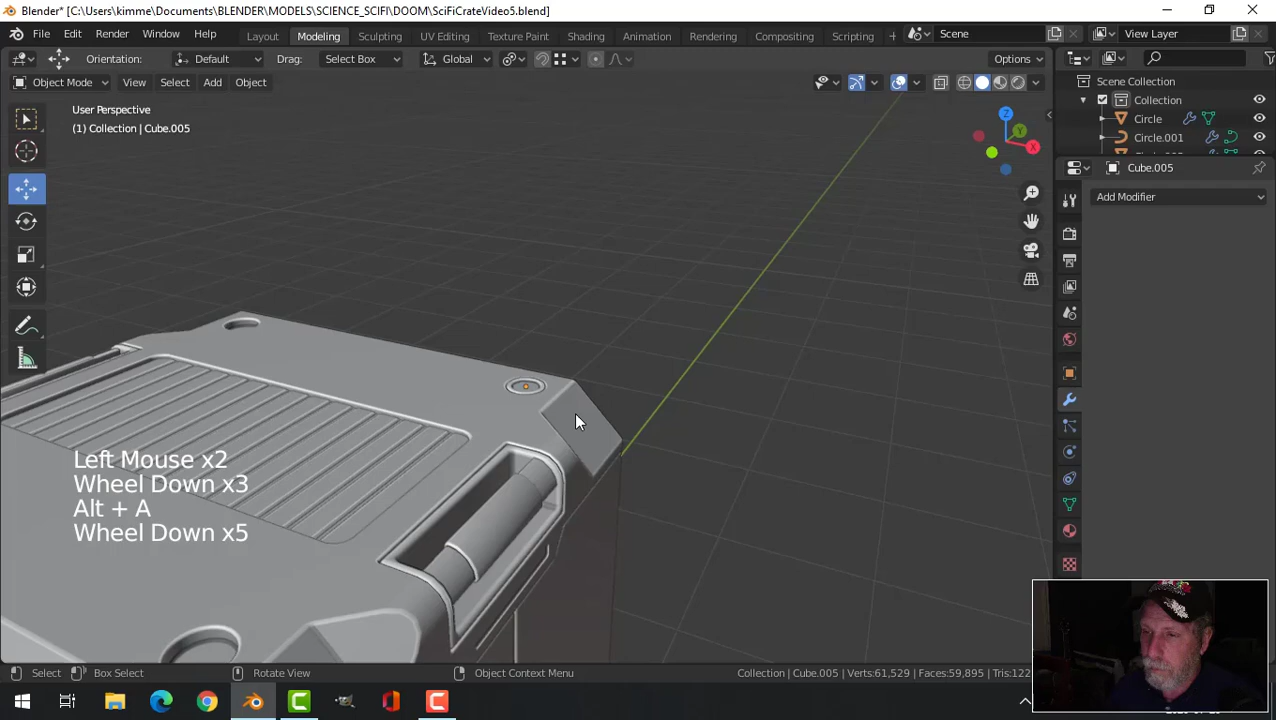 Blender* [C:\Users\kimme\Documents\BLENDER\MODELS\SCIENCE_SCIFI\DOOM\SciFiCrateVideo5.blend]
File Edit Render Window Help Layout Modeling Sculpting UV Editing Texture Paint Shading Animation Rendering Compositing Scripting Scene View Layer
Orientation: Default Drag: Select Box Global Options
Object Mode View Select Add Object
Scene Collection
Collection
Circle
Circle.001
User Perspective
(1) Collection | Cube.005
Z
Y
X
Cube.005
Add Modifier
Left Mouse x2
Wheel Down x3
Alt + A
Wheel Down x5
Select Box Select Rotate View Object Context Menu Collection | Cube.005 | Verts:61,529 | Faces:59,895 | Tris:122